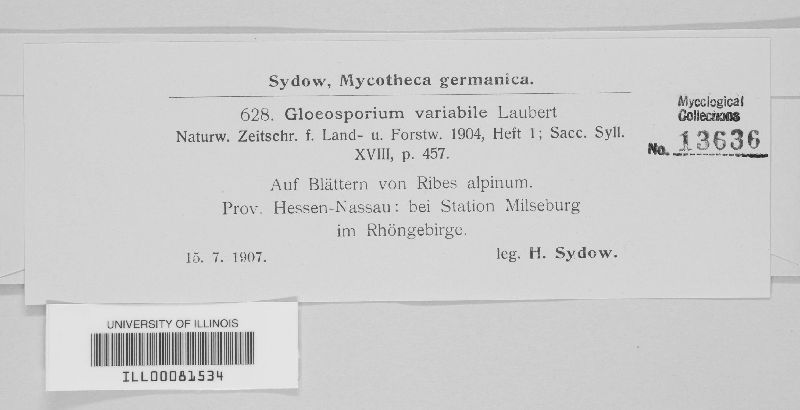 Sydow, Mycotheca germanica.
628. Gloeosporium variabile Laubert
Naturw. Zeitschr. f. Land- u. Forstw. 1904, Heft 1; Sacc. Syll.
XVIII, p. 457.
Auf Blättern von Ribes alpinum.
Prov. Hessen-Nassau: bei Station Milseburg
im Rhöngebirge.
15. 7. 1907. leg. H. Sydow.
Mycological
Collections
No. 13636
UNIVERSITY OF ILLINOIS
ILL00081534